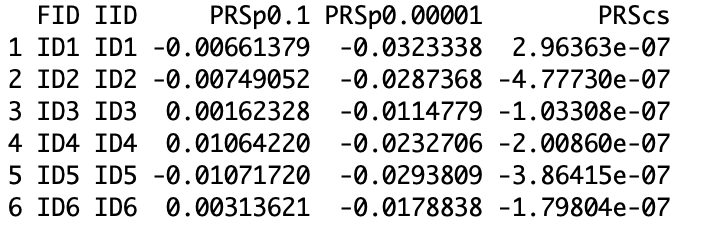 FID IID PRSp0.1 PRSp0.00001 PRScs
1 ID1 ID1 -0.00661379 -0.0323338 2.96363e-07
2 ID2 ID2 -0.00749052 -0.0287368 -4.77730e-07
3 ID3 ID3 0.00162328 -0.0114779 -1.03308e-07
4 ID4 ID4 0.01064220 -0.0232706 -2.00860e-07
5 ID5 ID5 -0.01071720 -0.0293809 -3.86415e-07
6 ID6 ID6 0.00313621 -0.0178838 -1.79804e-07